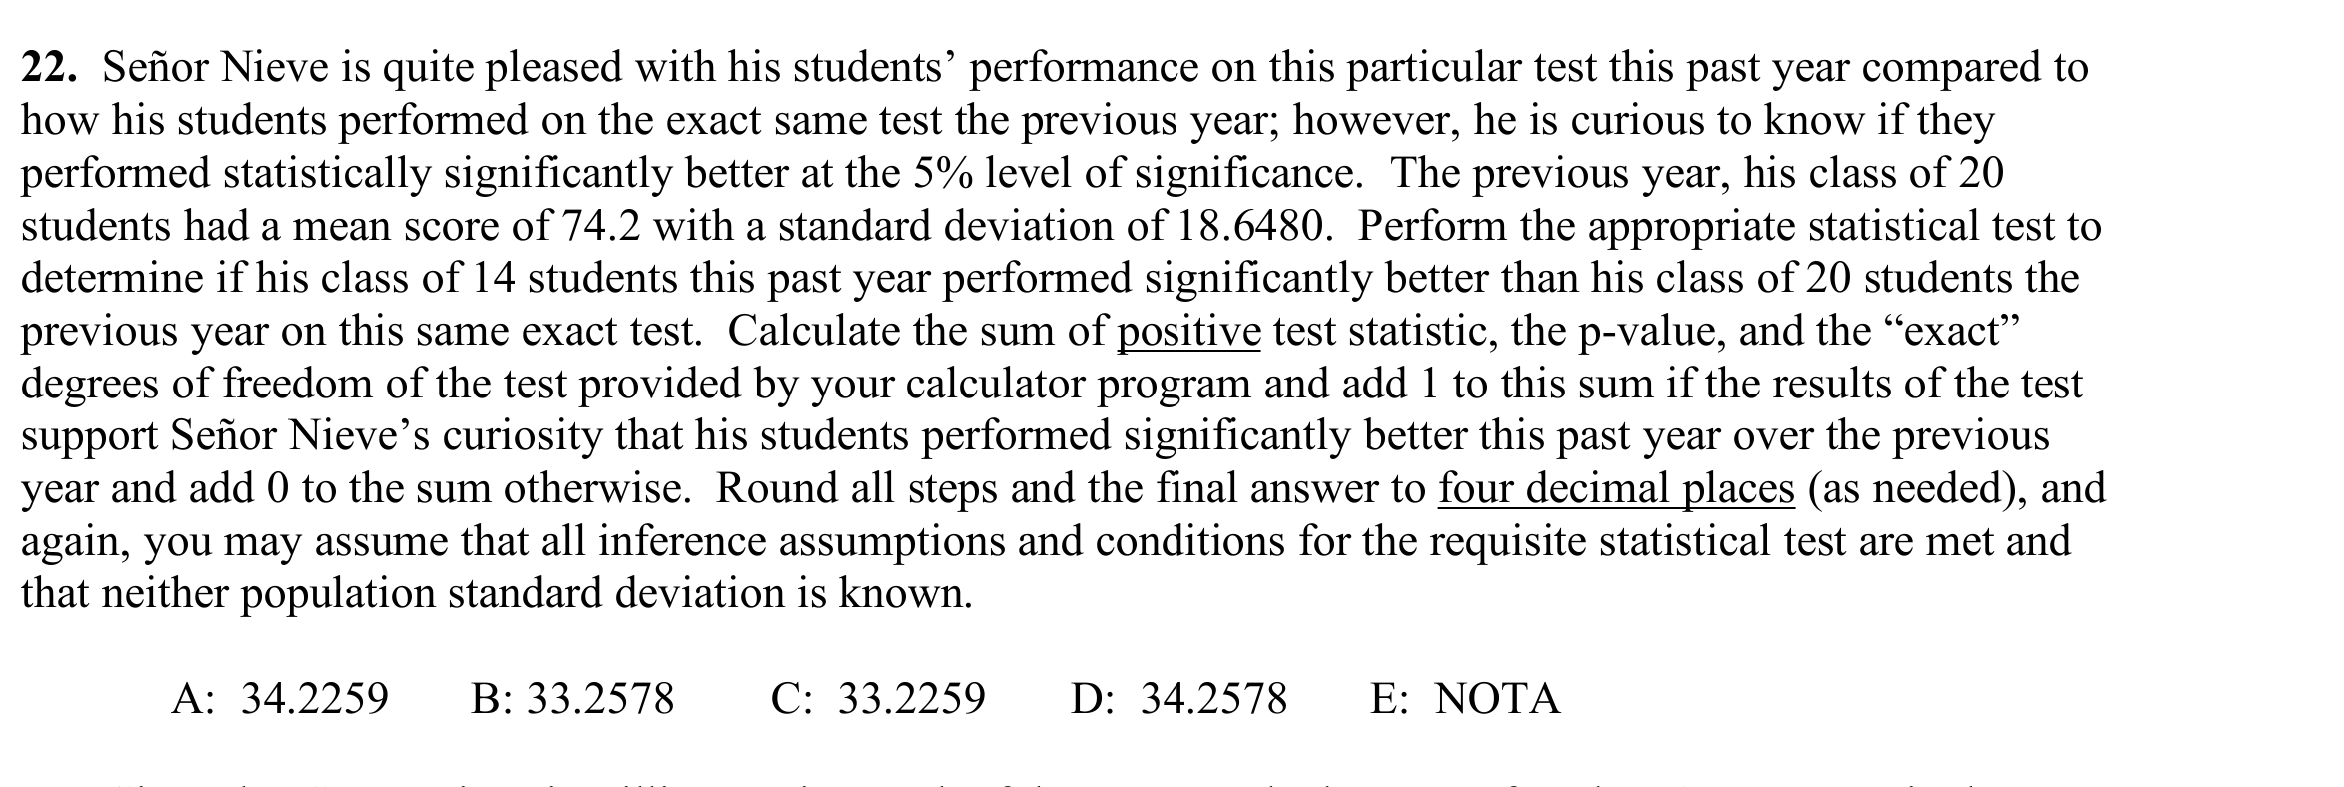 22. Señor Nieve is quite pleased with his students’ performance on this particular test this past year compared to
how his students performed on the exact same test the previous year; however, he is curious to know if they
performed statistically significantly better at the 5% level of significance. The previous year, his class of 20
students had a mean score of 74.2 with a standard deviation of 18.6480. Perform the appropriate statistical test to
determine if his class of 14 students this past year performed significantly better than his class of 20 students the
previous year on this same exact test. Calculate the sum of positive test statistic, the p-value, and the “exact”
degrees of freedom of the test provided by your calculator program and add 1 to this sum if the results of the test
support Señor Nieve’s curiosity that his students performed significantly better this past year over the previous
year and add 0 to the sum otherwise. Round all steps and the final answer to four decimal places (as needed), and
again, you may assume that all inference assumptions and conditions for the requisite statistical test are met and
that neither population standard deviation is known.
A: 34.2259 B: 33.2578 C: 33.2259 D: 34.2578 E: NOTA